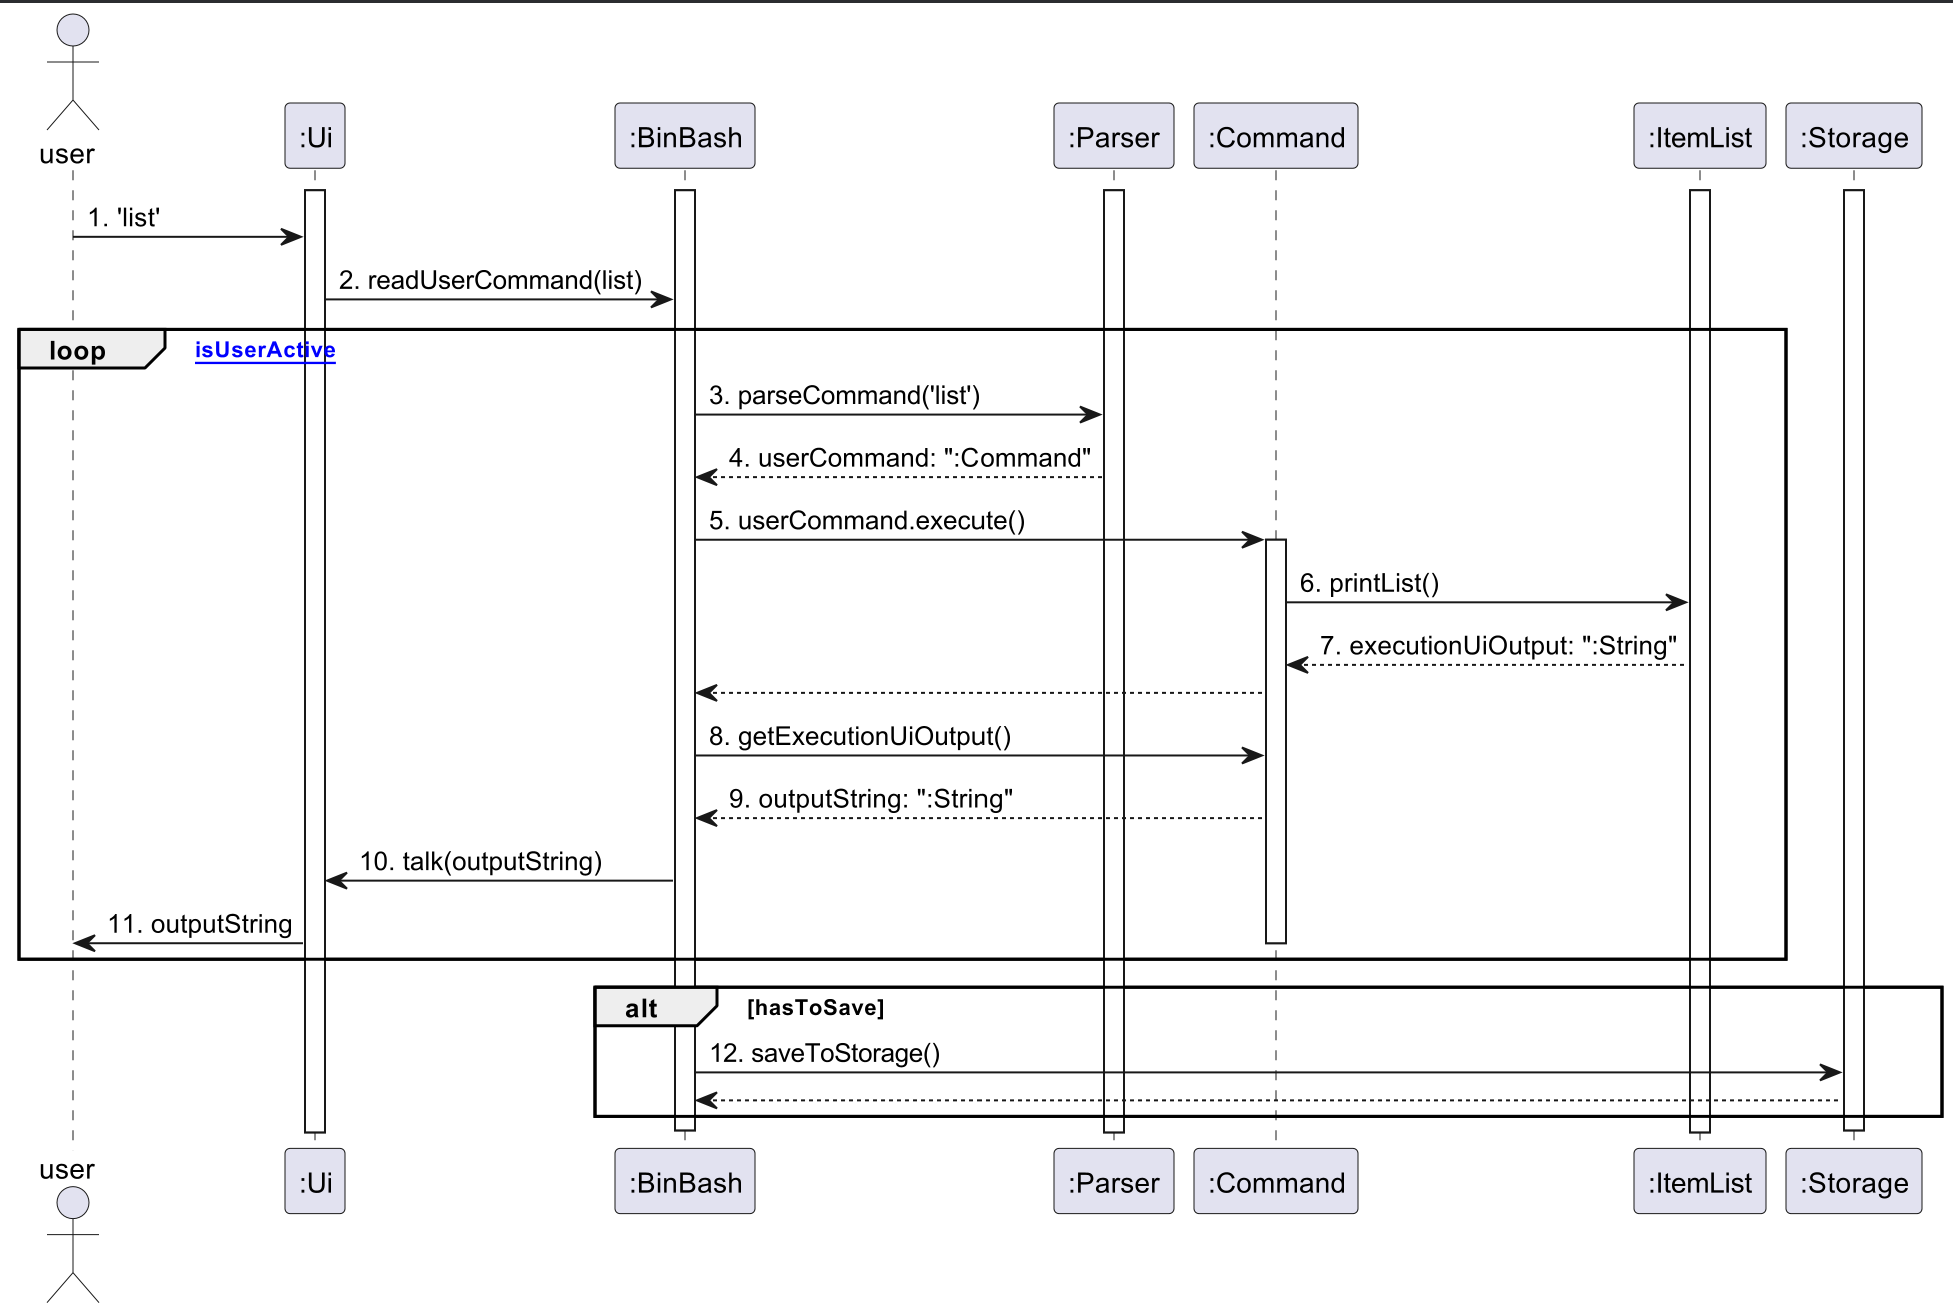 user
:Ui
:BinBash
:Parser
:Command
:ItemList
:Storage
1. 'list'
2. readUserCommand(list)
loop
isUserActive
3. parseCommand('list')
4. userCommand: ":Command"
5. userCommand.execute()
6. printList()
7. executionUiOutput: ":String"
8. getExecutionUiOutput()
9. outputString: ":String"
10. talk(outputString)
11. outputString
alt
[hasToSave]
12. saveToStorage()
user
:Ui
:BinBash
:Parser
:Command
:ItemList
:Storage